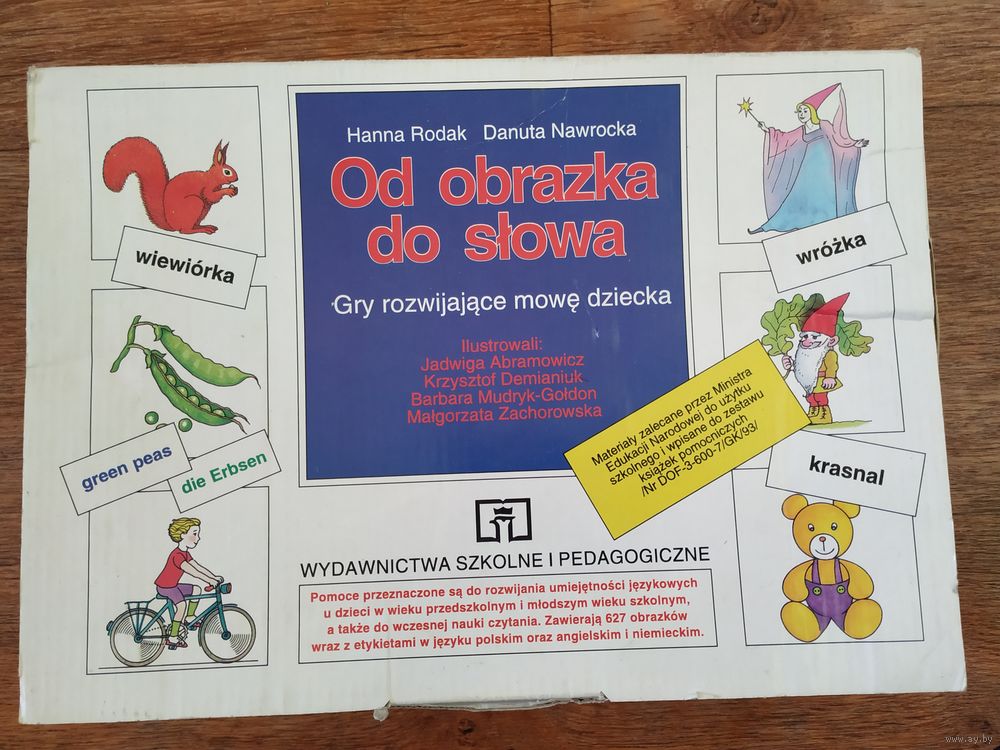 Hanna Rodak Danuta Nawrocka
Od obrazka
do słowa
Gry rozwijające mowę dziecka
Ilustrowali:
Jadwiga Abramowicz
Krzysztof Demianiuk
Barbara Mudryk-Gołdon
Małgorzata Zachorowska
wiewiórka
wróżka
green peas
die Erbsen
Materiały zalecane przez Ministra
Edukacji Narodowej do użytku
szkolnego i wpisane do zestawu
książek pomocniczych
/Nr DOF-3-600-7/GK/93/
krasnal
WYDAWNICTWA SZKOLNE I PEDAGOGICZNE
Pomoce przeznaczone są do rozwijania umiejętności językowych
u dzieci w wieku przedszkolnym i młodszym wieku szkolnym,
a także do wczesnej nauki czytania. Zawierają 627 obrazków
wraz z etykietami w języku polskim oraz angielskim i niemieckim.
www.ay.by